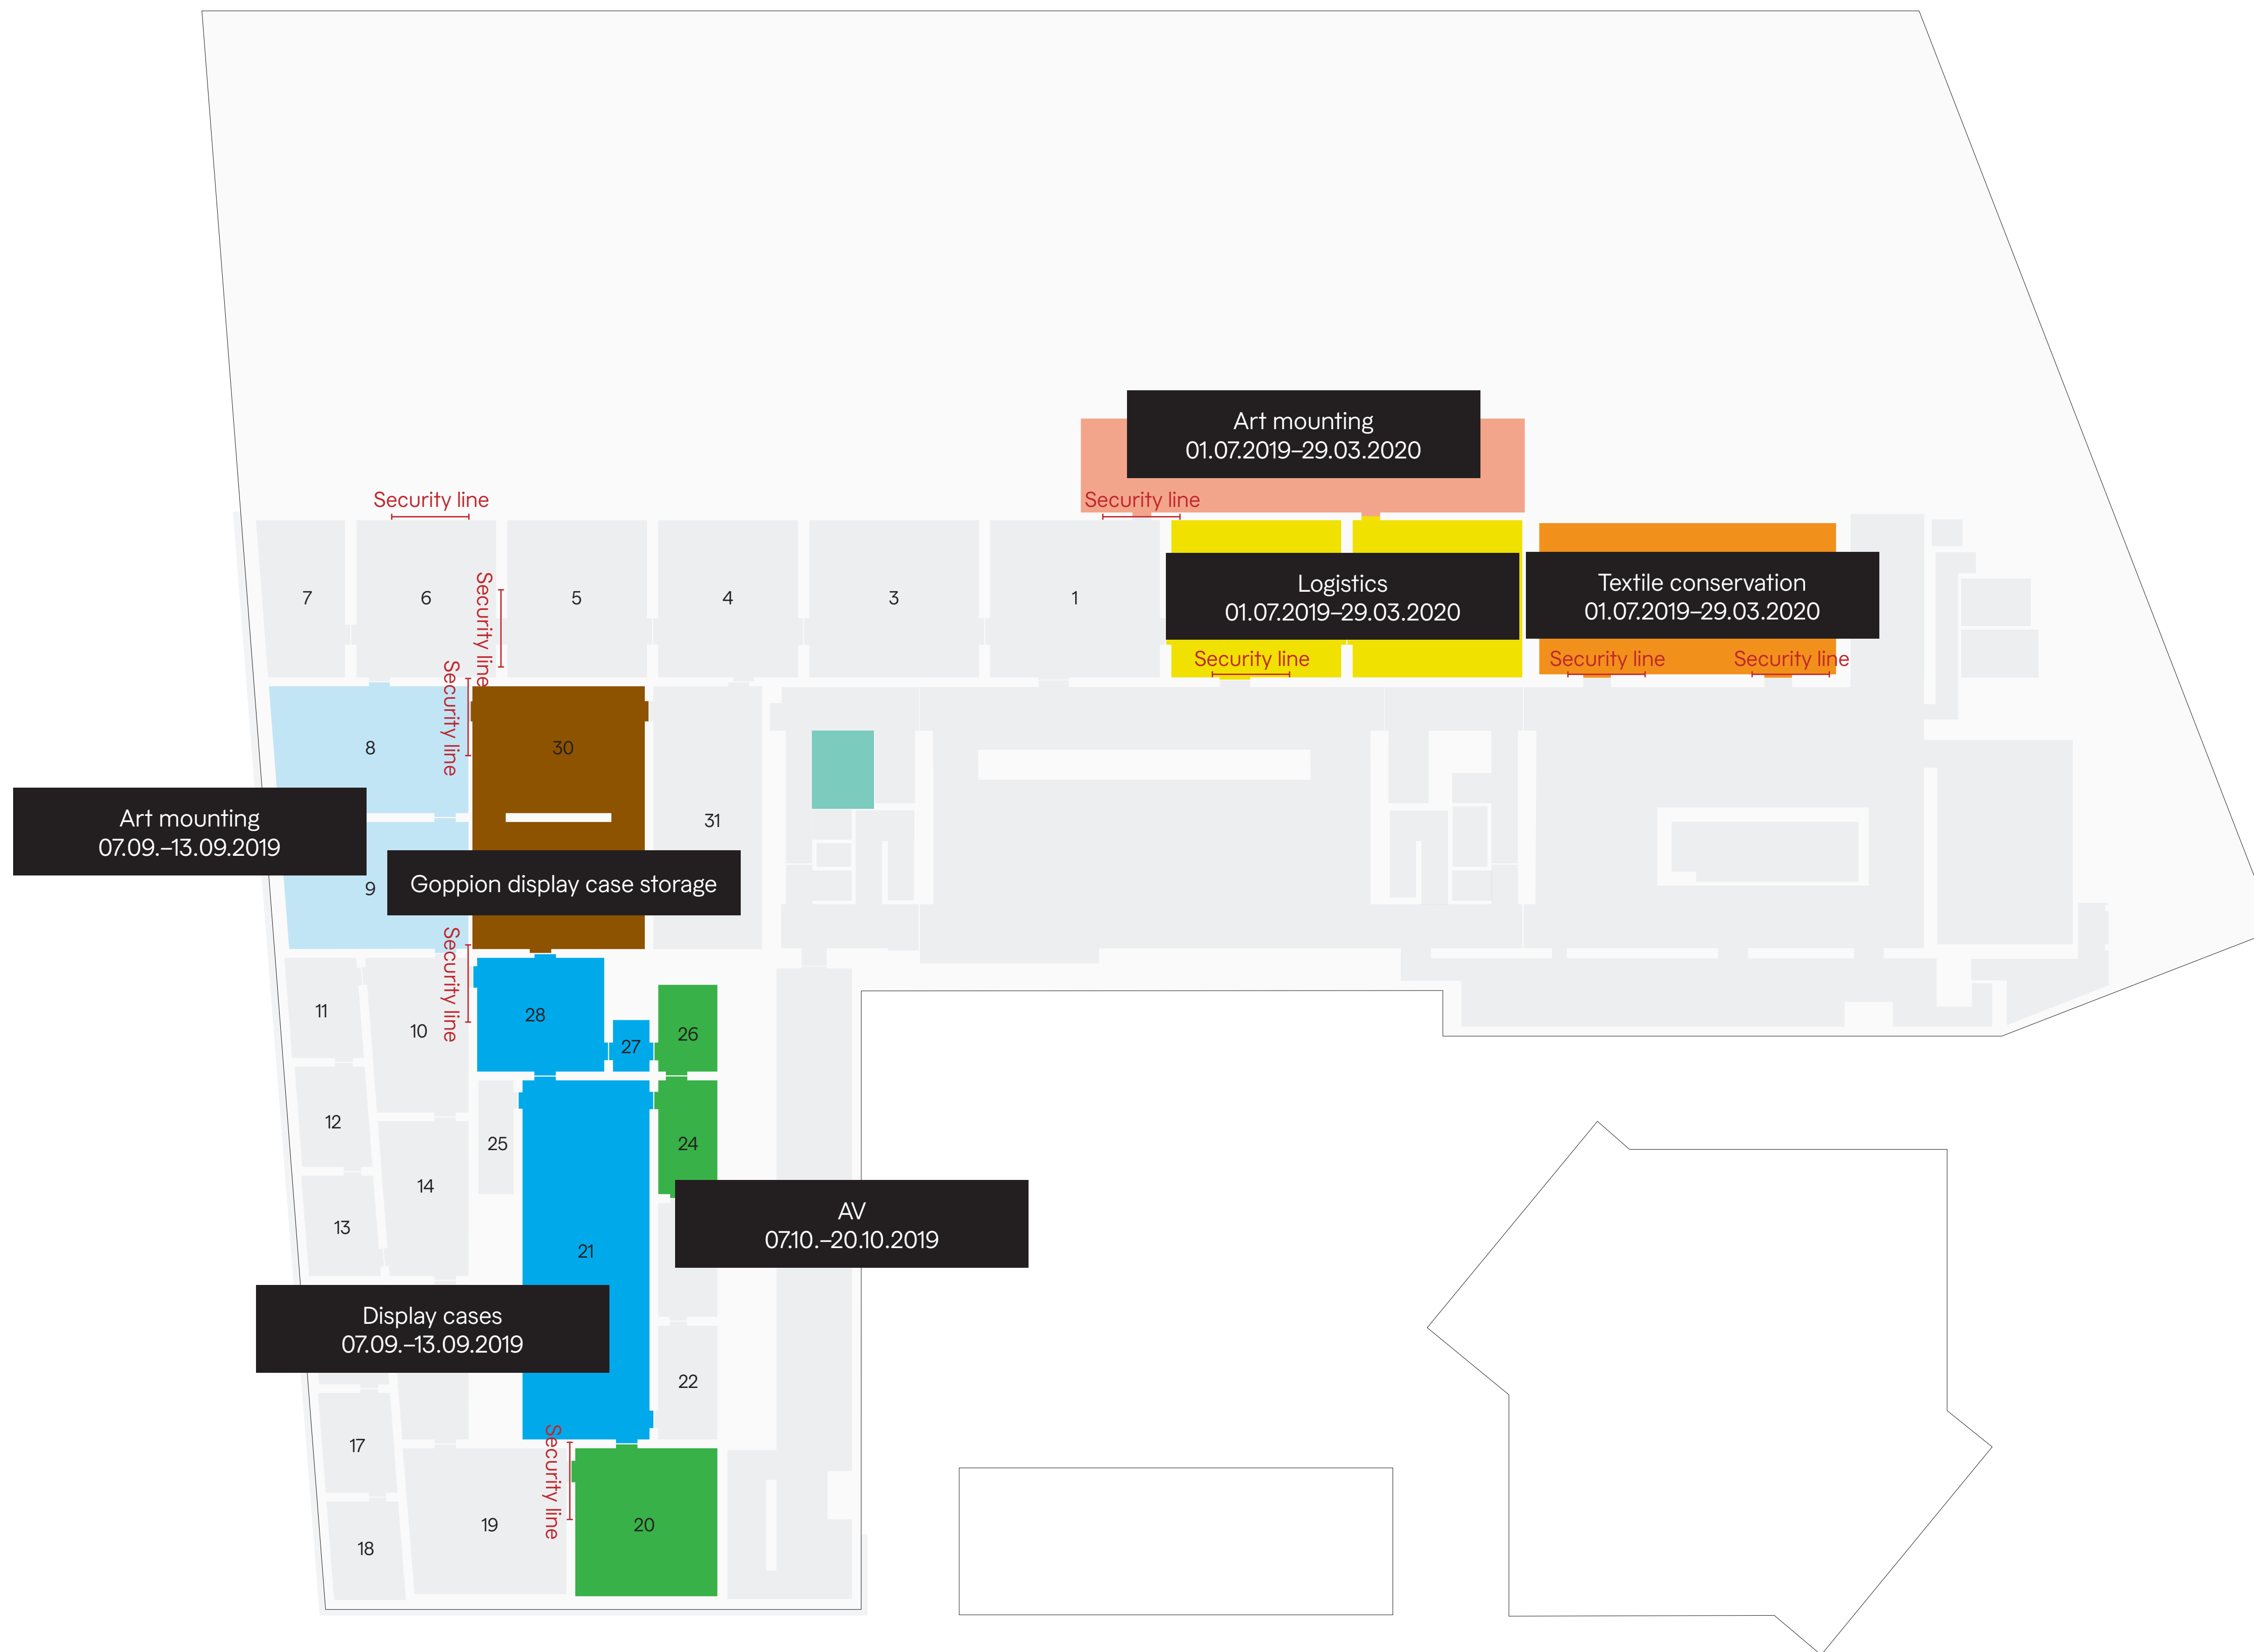 Art mounting
01.07.2019–29.03.2020
Security line
Security line
7
6
5
4
3
1
Security line
Logistics
01.07.2019–29.03.2020
Textile conservation
01.07.2019–29.03.2020
Security line
Security line
Security line
Security line
8
30
31
Art mounting
07.09.–13.09.2019
9
Goppion display case storage
Security line
11
10
28
27
26
12
25
24
14
13
21
AV
07.10.–20.10.2019
Display cases
07.09.–13.09.2019
22
17
Security line
19
20
18